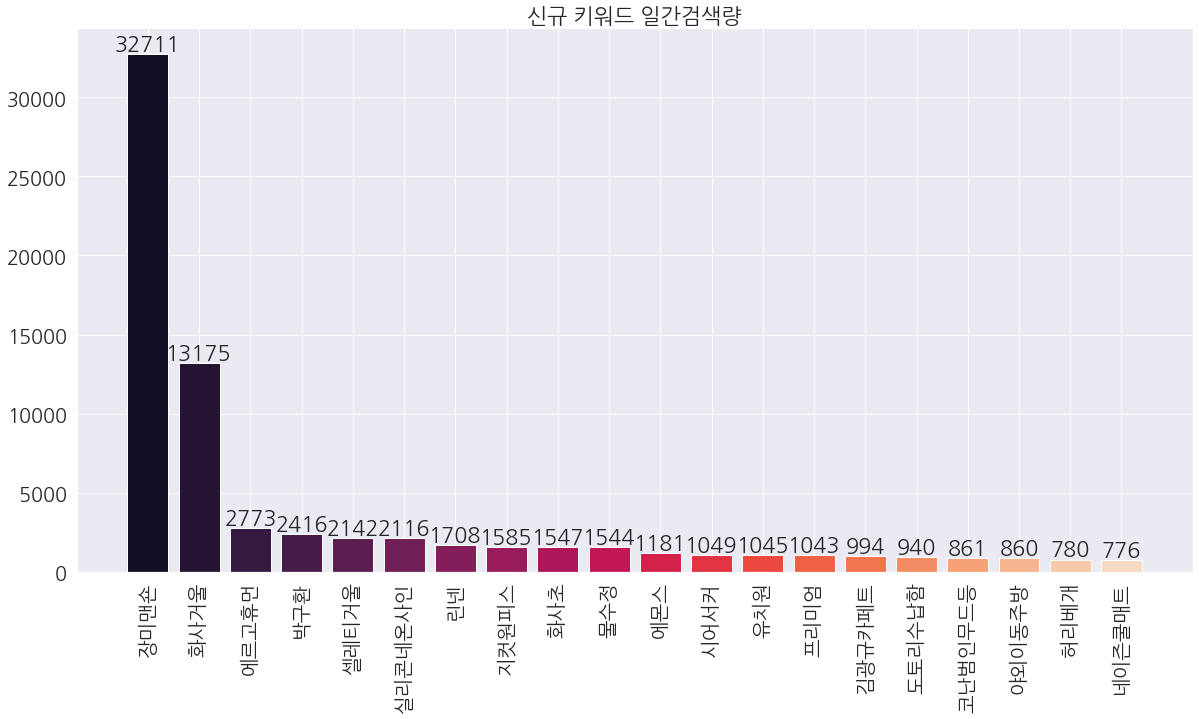 신규 키워드 일간검색량
30000
25000
20000
15000
10000
5000
0
32711
13175
2773
2416
2142
2116
1708
1585
1547
1544
1181
1049
1045
1043
994
940
861
860
780
776
장미맨숀
화사거울
에르고휴먼
박구환
셀레티거울
실리콘네온사인
린넨
지컷원피스
화사초
물수정
에몬스
시어서커
유치원
프리미엄
김광규카페트
도토리수납함
코난범인무드등
야외이동주방
허리베개
네이즌쿨매트